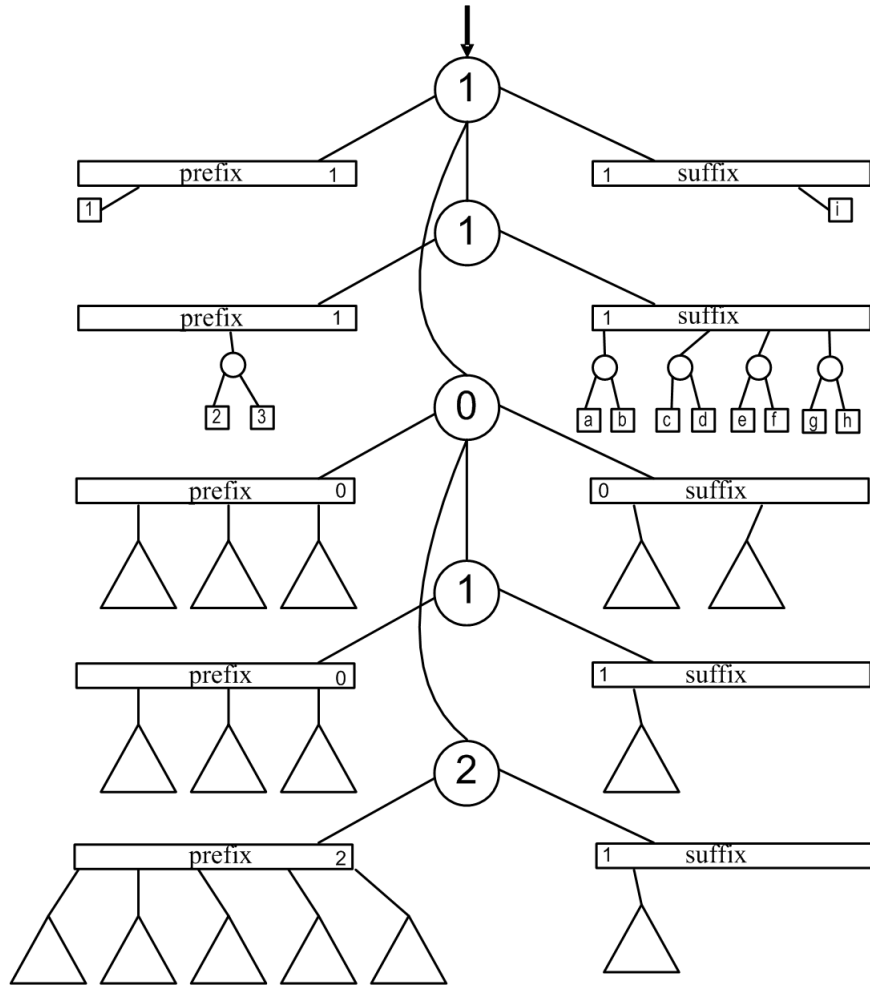 1
prefix 1
1 suffix
1
i
1
prefix 1
1 suffix
2 3
a b c d e f g h
0
prefix 0
0 suffix
1
prefix 0
1 suffix
2
prefix 2
1 suffix